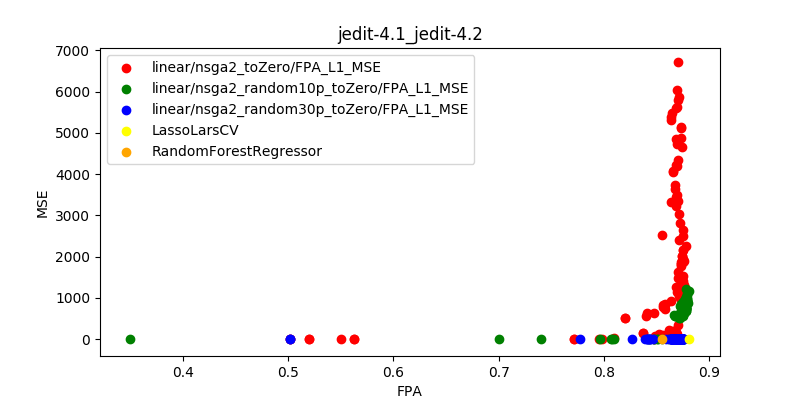 jedit-4.1_jedit-4.2
7000
6000
5000
4000
3000
2000
1000
0
MSE
linear/nsga2_toZero/FPA_L1_MSE
linear/nsga2_random10p_toZero/FPA_L1_MSE
linear/nsga2_random30p_toZero/FPA_L1_MSE
LassoLarsCV
RandomForestRegressor
0.4 0.5 0.6 0.7 0.8 0.9
FPA